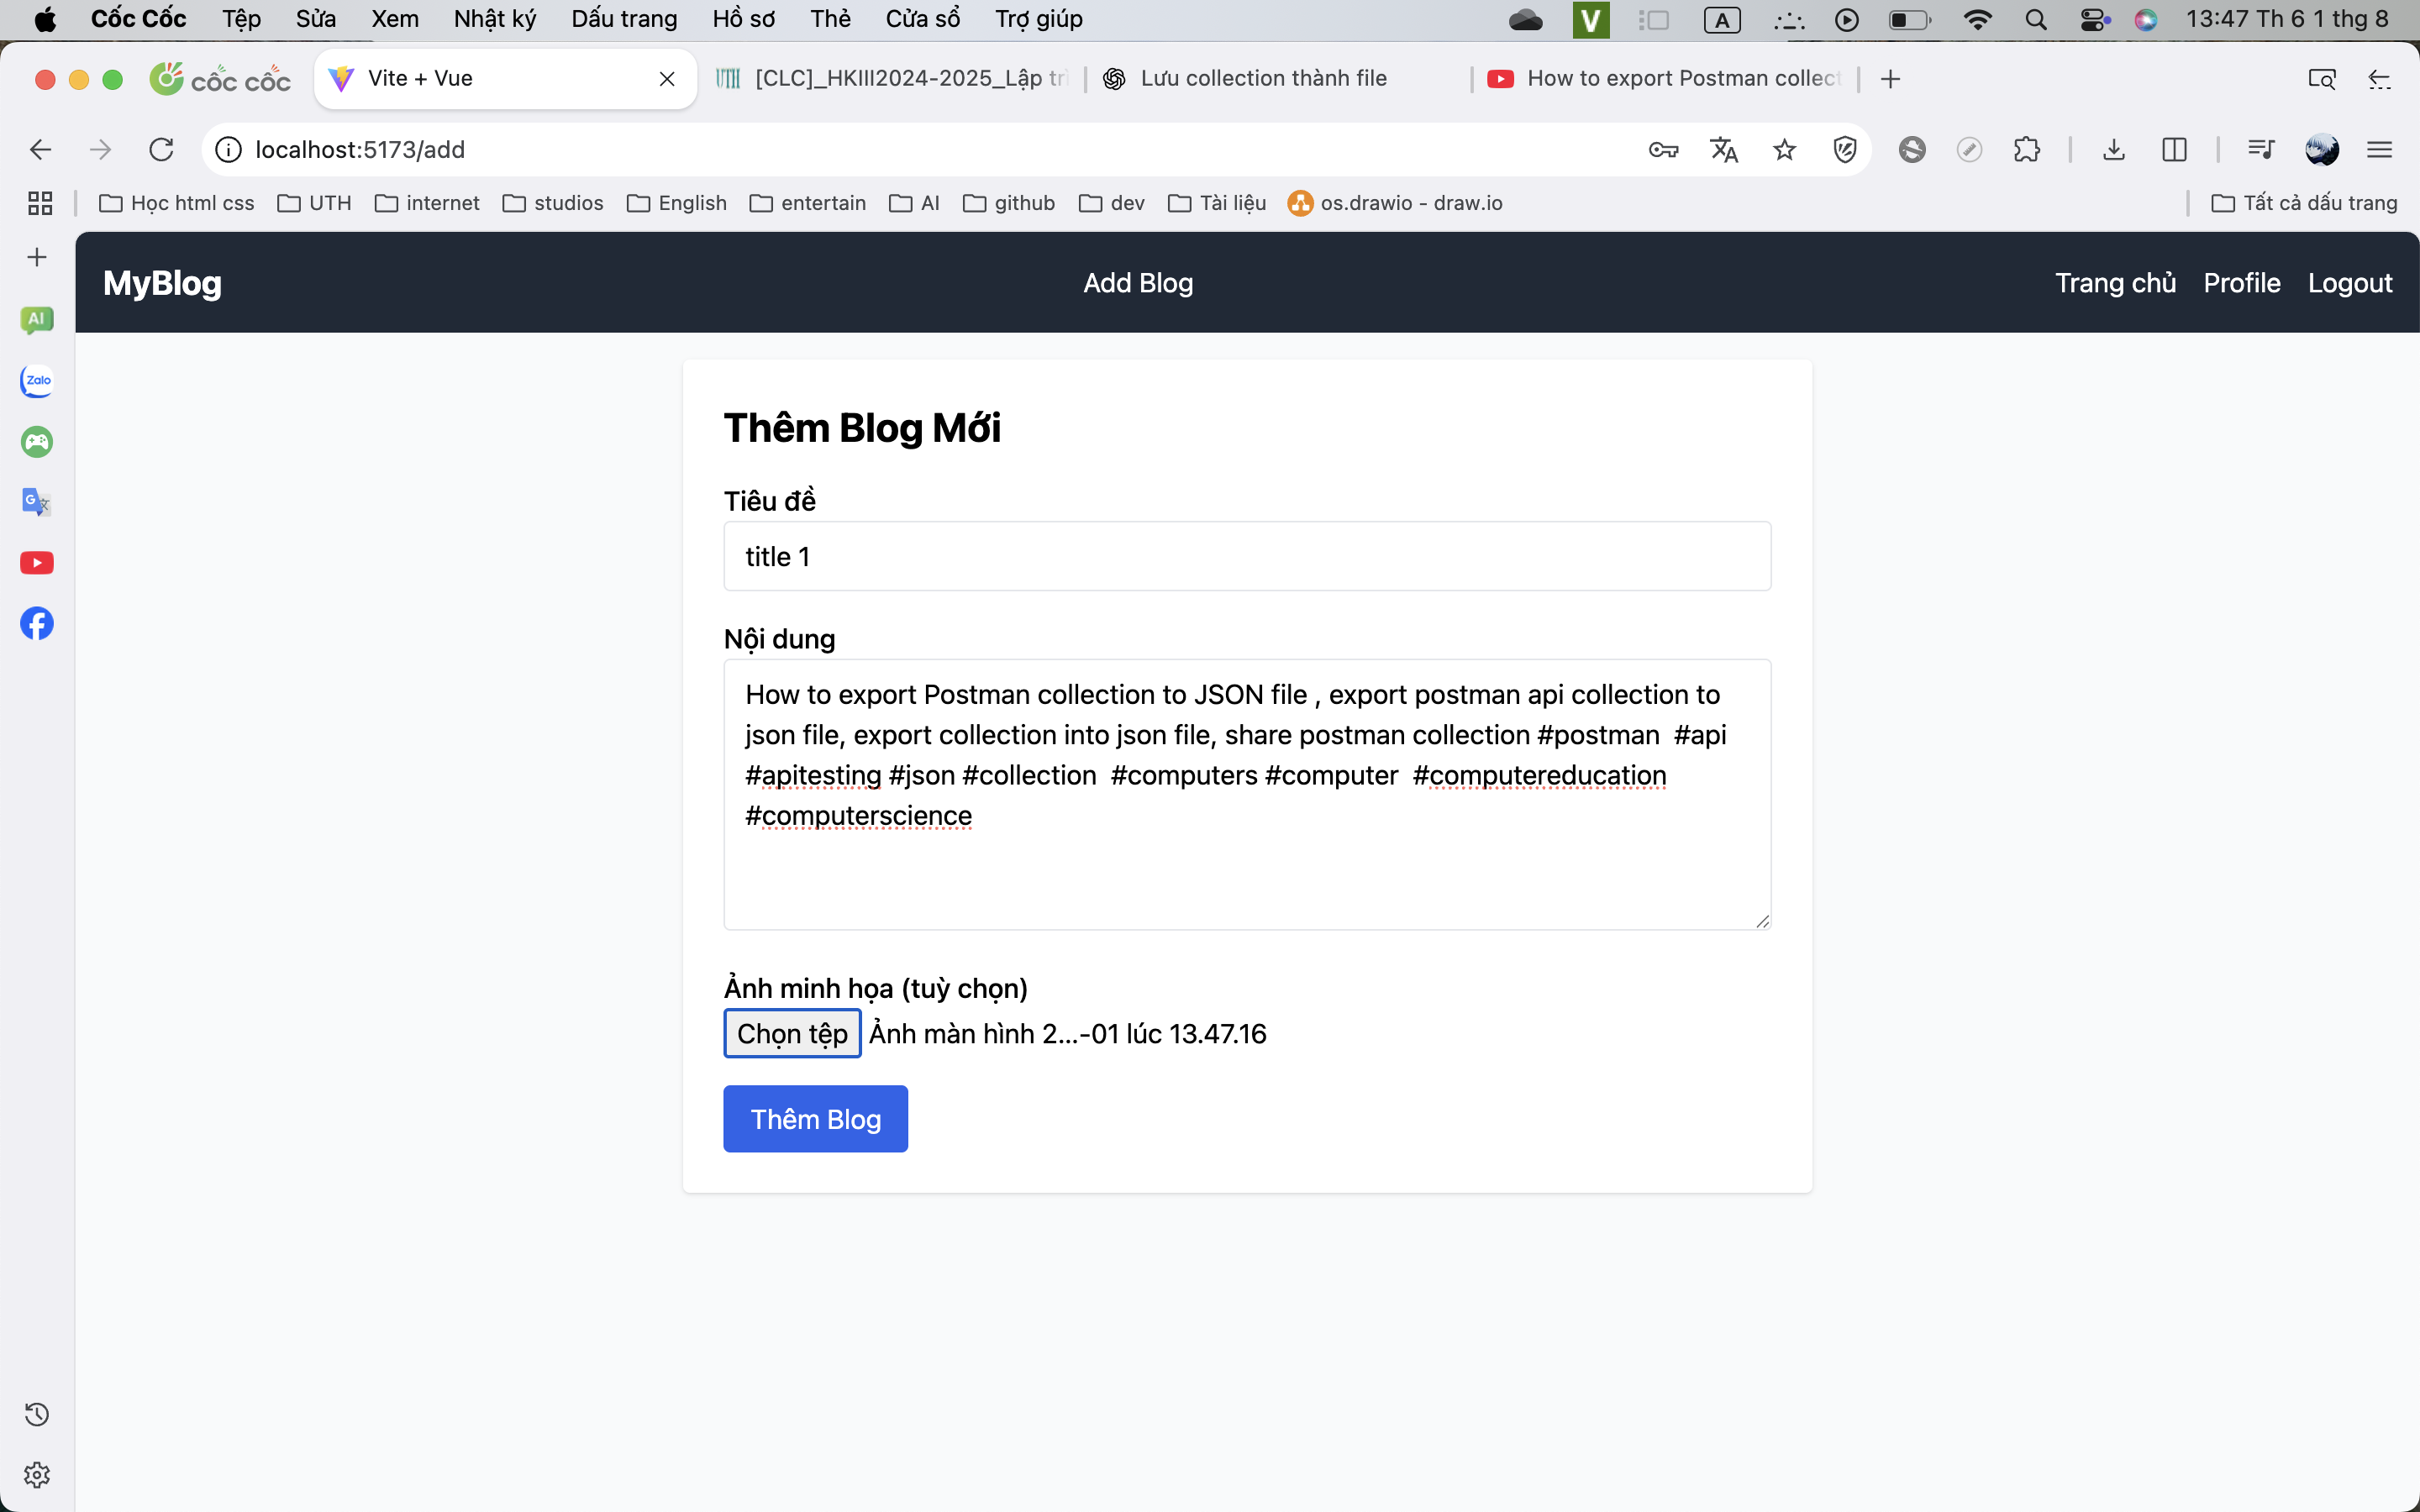 Cốc Cốc Tệp Sửa Xem Nhật ký Dấu trang Hồ sơ Thẻ Cửa sổ Trợ giúp V A 13:47 Th 6 1 thg 8
cốc cốc Vite + Vue [CLC]_HKIII2024-2025_Lập trì Lưu collection thành file How to export Postman collect
localhost:5173/add
Học html css UTH internet studios English entertain AI github dev Tài liệu os.drawio - draw.io Tất cả dấu trang
AI
Zalo
MyBlog Add Blog Trang chủ Profile Logout
Thêm Blog Mới
Tiêu đề
title 1
Nội dung
How to export Postman collection to JSON file , export postman api collection to
json file, export collection into json file, share postman collection #postman  #api
#apitesting #json #collection  #computers #computer  #computereducation
#computerscience
Ảnh minh họa (tuỳ chọn)
Chọn tệp Ảnh màn hình 2...-01 lúc 13.47.16
Thêm Blog